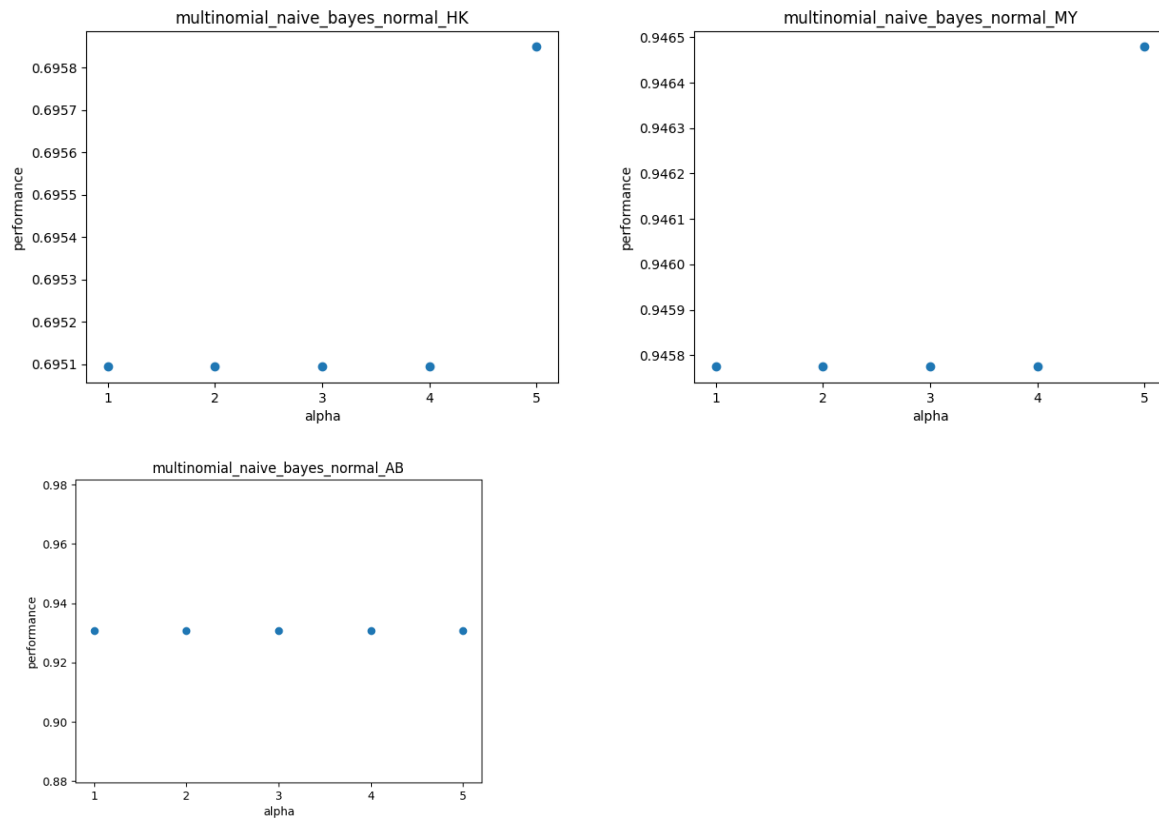 multinomial_naive_bayes_normal_HK
0.6958
0.6957
0.6956
0.6955
0.6954
0.6953
0.6952
0.6951
performance
1 2 3 4 5
alpha
multinomial_naive_bayes_normal_MY
0.9465
0.9464
0.9463
0.9462
0.9461
0.9460
0.9459
0.9458
performance
1 2 3 4 5
alpha
multinomial_naive_bayes_normal_AB
0.98
0.96
0.94
0.92
0.90
0.88
performance
1 2 3 4 5
alpha